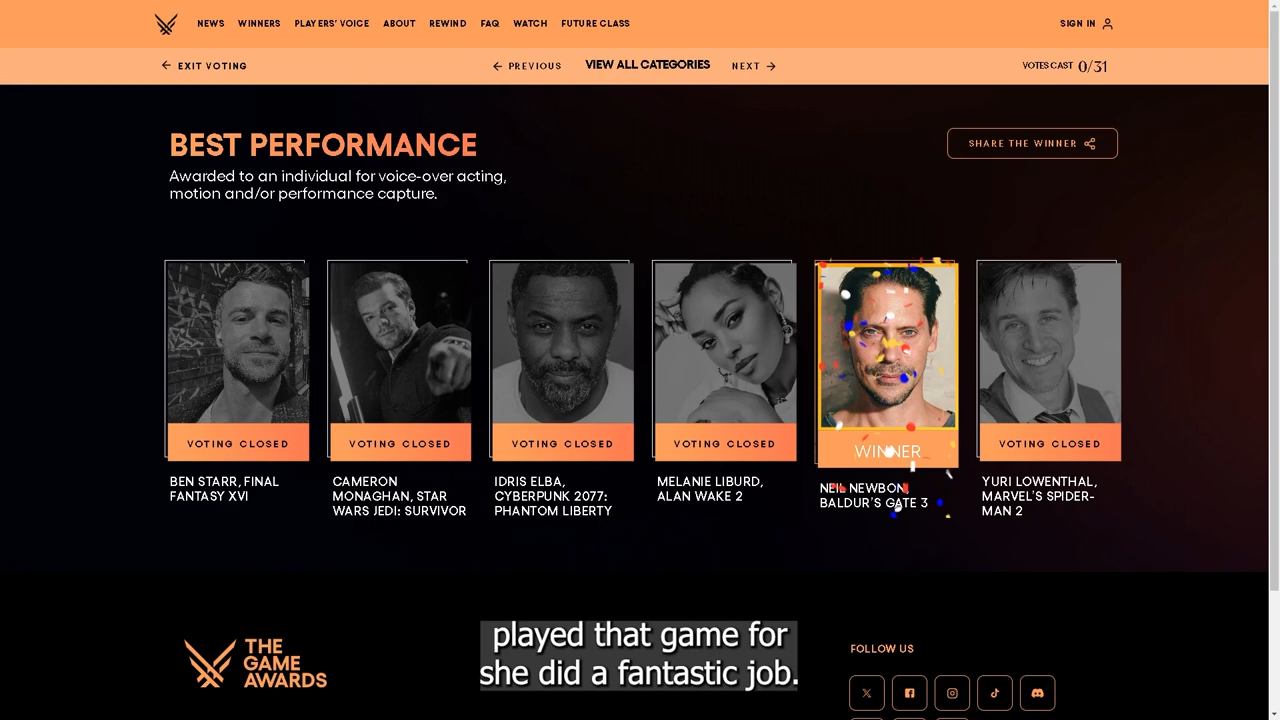 NEWS WINNERS PLAYERS' VOICE ABOUT REWIND FAQ WATCH FUTURE CLASS SIGN IN
EXIT VOTING PREVIOUS VIEW ALL CATEGORIES NEXT VOTES CAST 0/31
BEST PERFORMANCE
SHARE THE WINNER
Awarded to an individual for voice-over acting,
motion and/or performance capture.
VOTING CLOSED
BEN STARR, FINAL
FANTASY XVI
VOTING CLOSED
CAMERON
MONAGHAN, STAR
WARS JEDI: SURVIVOR
VOTING CLOSED
IDRIS ELBA,
CYBERPUNK 2077:
PHANTOM LIBERTY
VOTING CLOSED
MELANIE LIBURD,
ALAN WAKE 2
WINNER
NEIL NEWBON,
BALDUR'S GATE 3
VOTING CLOSED
YURI LOWENTHAL,
MARVEL'S SPIDER-
MAN 2
THE
GAME
AWARDS
played that game for
she did a fantastic job.
FOLLOW US